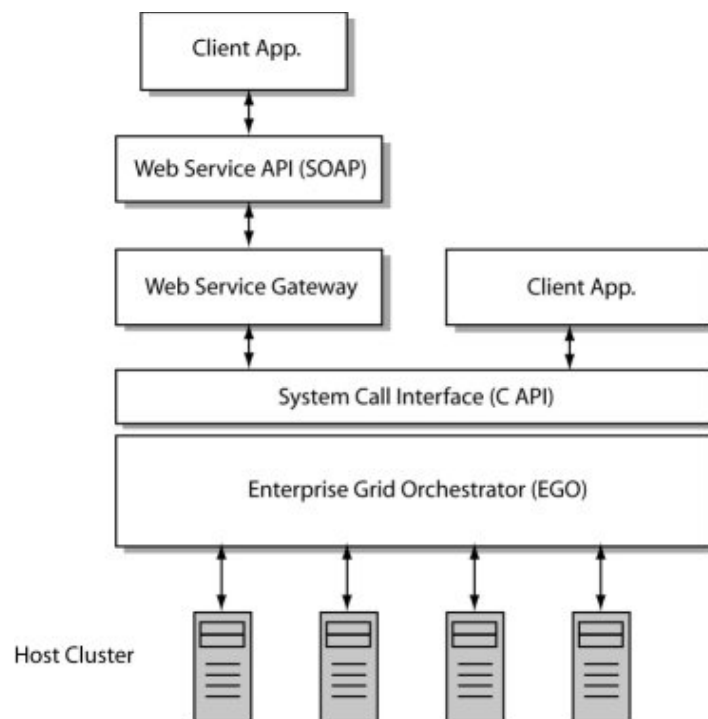 Client App.
Web Service API (SOAP)
Web Service Gateway
Client App.
System Call Interface (C API)
Enterprise Grid Orchestrator (EGO)
Host Cluster